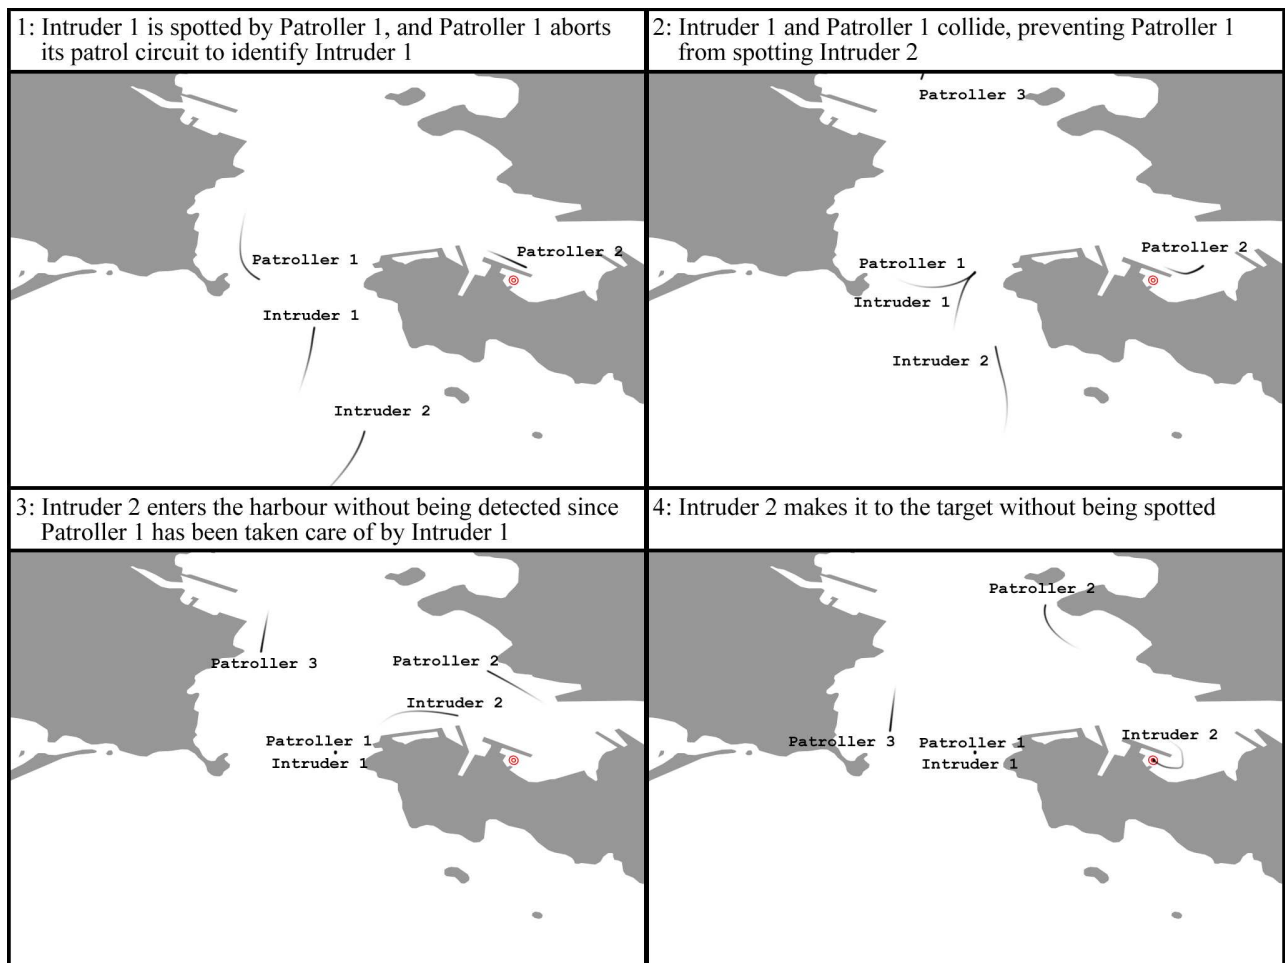 1: Intruder 1 is spotted by Patroller 1, and Patroller 1 aborts
its patrol circuit to identify Intruder 1
Patroller 1
Patroller 2
Intruder 1
Intruder 2
2: Intruder 1 and Patroller 1 collide, preventing Patroller 1
from spotting Intruder 2
Patroller 3
Patroller 2
Patroller 1
Intruder 1
Intruder 2
3: Intruder 2 enters the harbour without being detected since
Patroller 1 has been taken care of by Intruder 1
Patroller 3
Patroller 2
Intruder 2
Patroller 1
Intruder 1
4: Intruder 2 makes it to the target without being spotted
Patroller 2
Intruder 2
Patroller 3
Patroller 1
Intruder 1